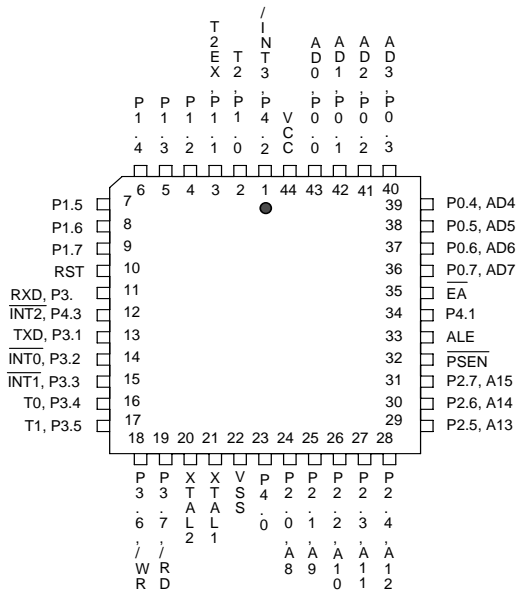 P1.4
P1.3
P1.2
T2EX,P1.1
T2,P1.0
/INT3,P4.2
VCC
AD0,P0.0
AD1,P0.1
AD2,P0.2
AD3,P0.3
6 5 4 3 2 1 44 43 42 41 40
P1.5 7
P1.6 8
P1.7 9
RST 10
RXD, P3. 11
INT2, P4.3 12
TXD, P3.1 13
INT0, P3.2 14
INT1, P3.3 15
T0, P3.4 16
T1, P3.5 17
39 P0.4, AD4
38 P0.5, AD5
37 P0.6, AD6
36 P0.7, AD7
35 EA
34 P4.1
33 ALE
32 PSEN
31 P2.7, A15
30 P2.6, A14
29 P2.5, A13
18 19 20 21 22 23 24 25 26 27 28
P3.6,/WR
P3.7,/RD
XTAL2
XTAL1
VSS
P4.0
P2.0,A8
P2.1,A9
P2.2,A10
P2.3,A11
P2.4,A12